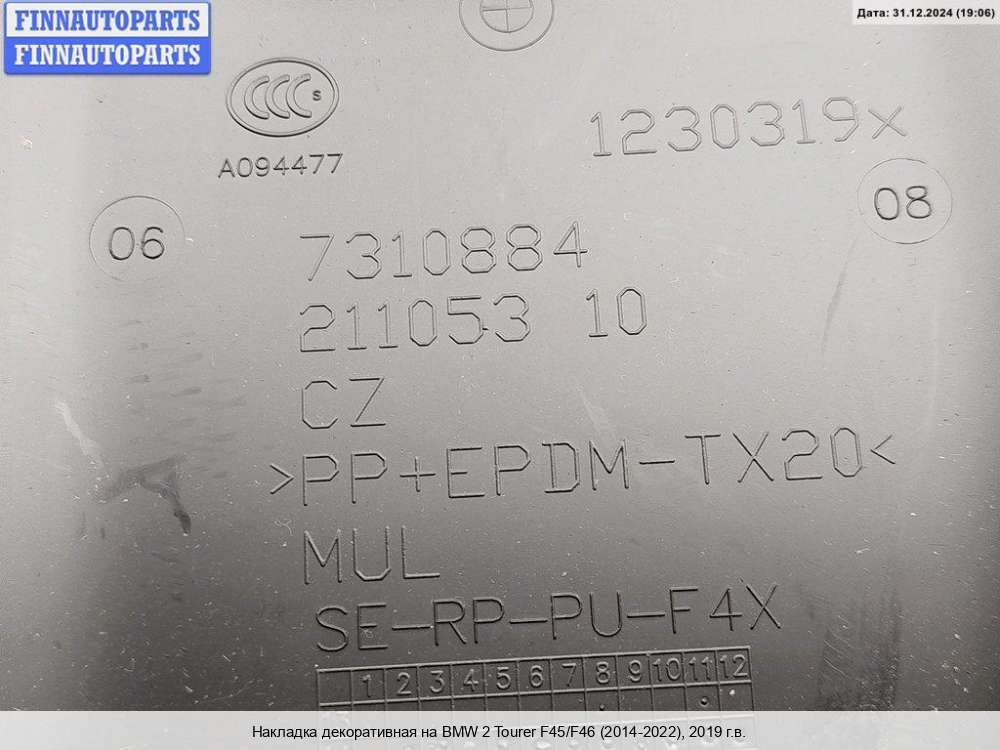 FINNAUTOPARTS
FINNAUTOPARTS
Дата: 31.12.2024 (19:06)
CCC S
A094477
1230319x
06
08
7310884
211053 10
CZ
>PP+EPDM-TX20<
MUL
SE-RP-PU-F4X
1 2 3 4 5 6 7 8 9 10 11 12
Накладка декоративная на BMW 2 Tourer F45/F46 (2014-2022), 2019 г.в.